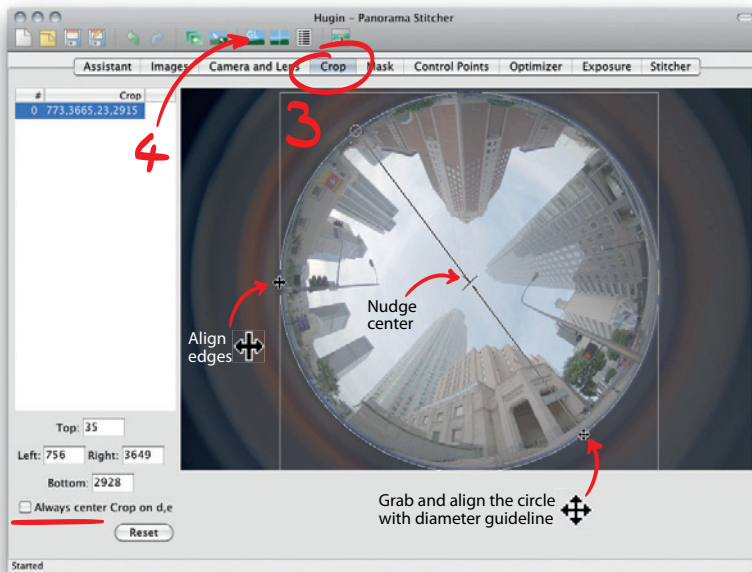 Hugin – Panorama Stitcher
Assistant Images Camera and Lens Crop Mask Control Points Optimizer Exposure Stitcher
3
4
# Crop
0 773,3665,23,2915
Nudge
center
Align
edges
Top: 35
Left: 756 Right: 3649
Bottom: 2928
Always center Crop on d,e
Reset
Grab and align the circle
with diameter guideline
Started